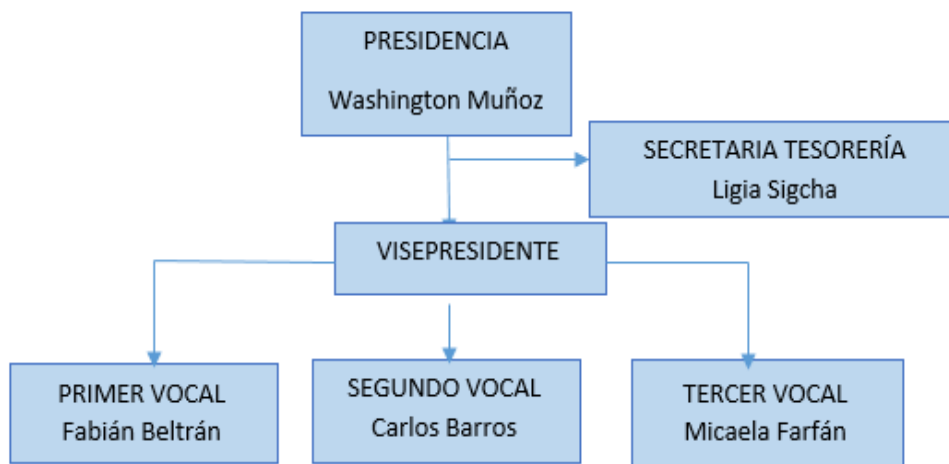 PRESIDENCIA
Washington Muñoz
SECRETARIA TESORERÍA
Ligia Sigcha
VISEPRESIDENTE
PRIMER VOCAL
Fabián Beltrán
SEGUNDO VOCAL
Carlos Barros
TERCER VOCAL
Micaela Farfán